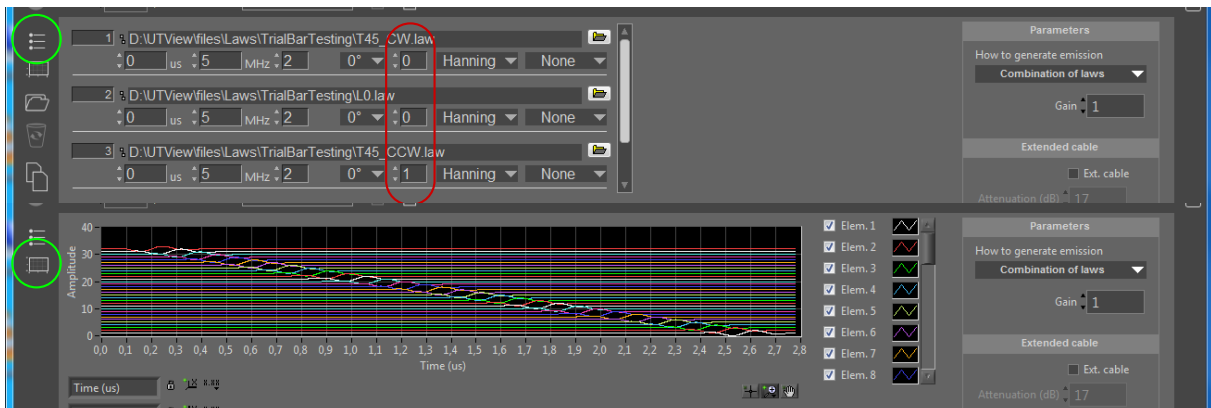 1 D:\UTView\files\Laws\TrialBarTesting\T45_CW.law
0 us 5 MHz 2 0° 0 Hanning None
2 D:\UTView\files\Laws\TrialBarTesting\L0.law
0 us 5 MHz 2 0° 0 Hanning None
3 D:\UTView\files\Laws\TrialBarTesting\T45_CCW.law
0 us 5 MHz 2 0° 1 Hanning None
Parameters
How to generate emission
Combination of laws
Gain 1
Extended cable
Ext. cable
Attenuation (dB) 17
Amplitude
40
30
20
10
0
0,0 0,1 0,2 0,3 0,4 0,5 0,6 0,7 0,8 0,9 1,0 1,1 1,2 1,3 1,4 1,5 1,6 1,7 1,8 1,9 2,0 2,1 2,2 2,3 2,4 2,5 2,6 2,7 2,8
Time (us)
Time (us)
Elem. 1
Elem. 2
Elem. 3
Elem. 4
Elem. 5
Elem. 6
Elem. 7
Elem. 8
Parameters
How to generate emission
Combination of laws
Gain 1
Extended cable
Ext. cable
Attenuation (dB) 17